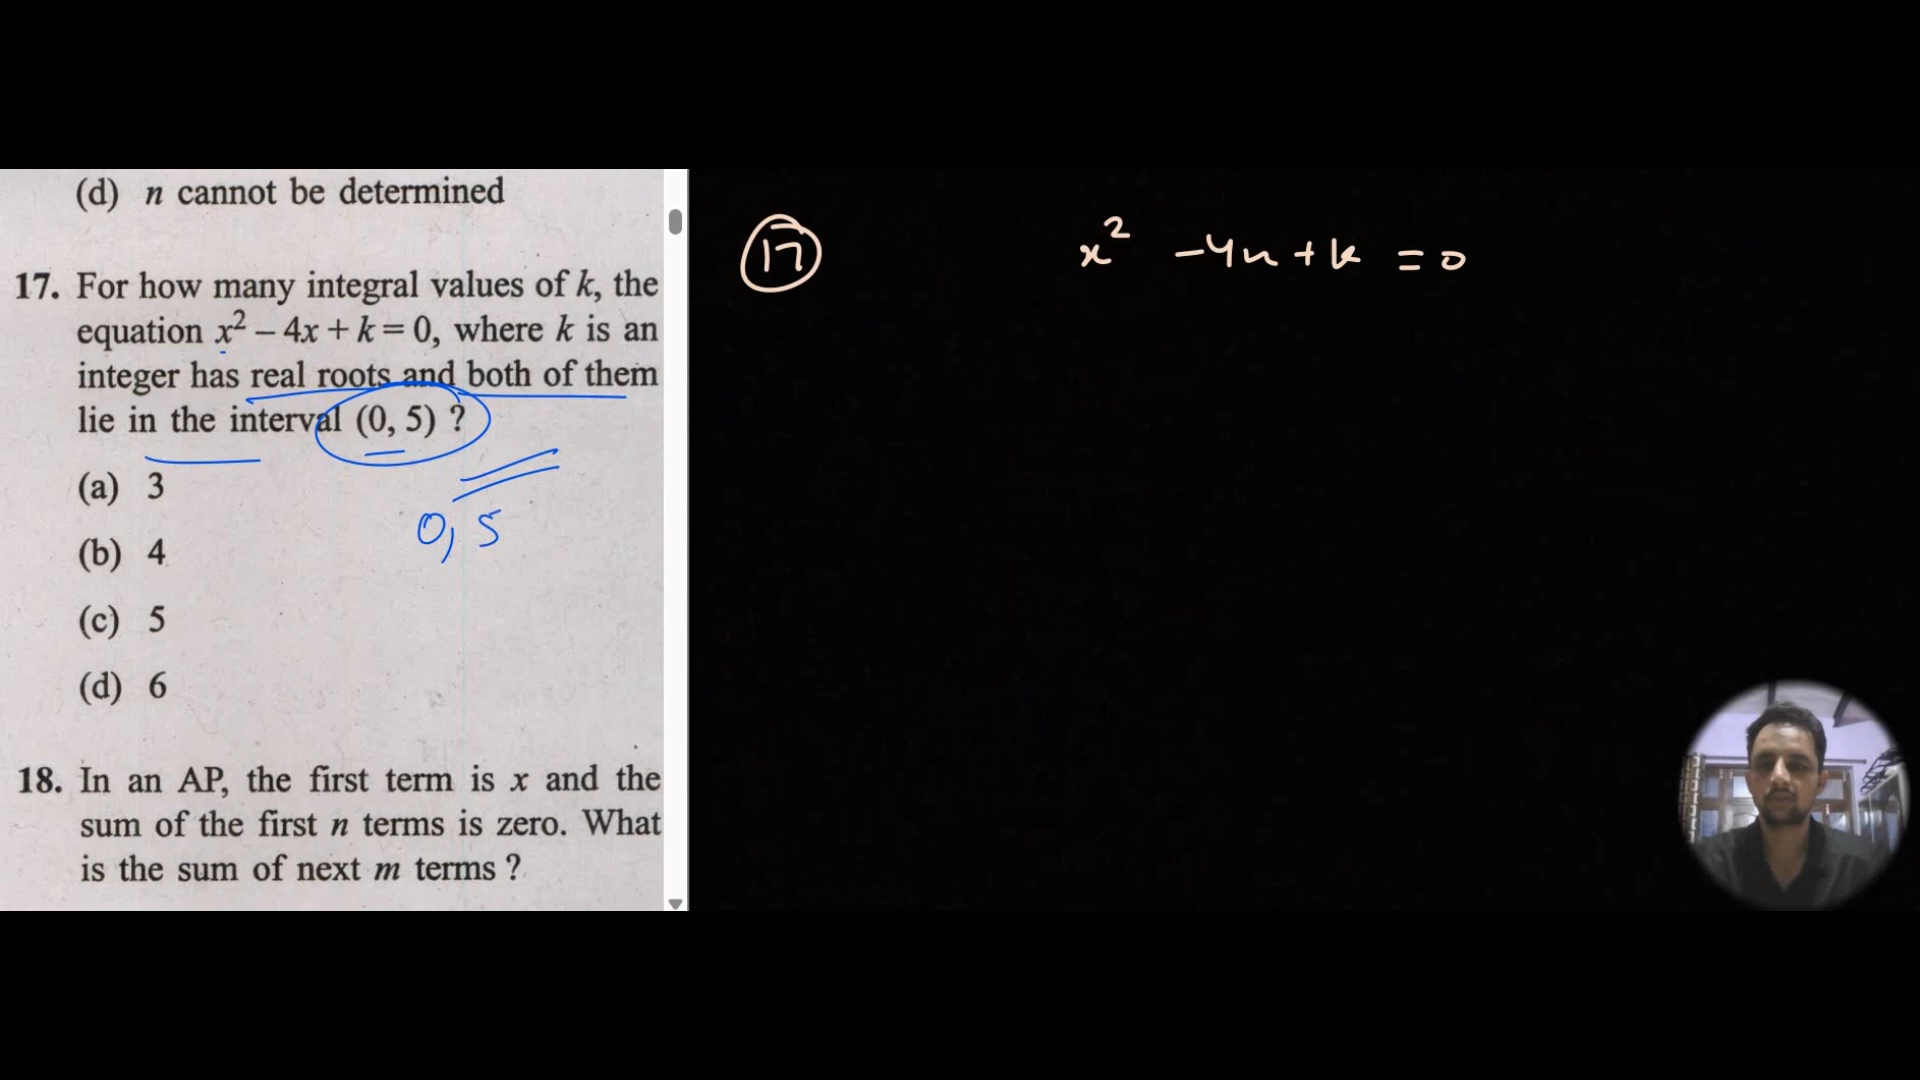 (d) n cannot be determined
17. For how many integral values of k, the
equation x² – 4x + k = 0, where k is an
integer has real roots and both of them
lie in the interval (0, 5) ?
0, 5
(a) 3
(b) 4
(c) 5
(d) 6
18. In an AP, the first term is x and the
sum of the first n terms is zero. What
is the sum of next m terms ?
17
x² - 4x + k = 0